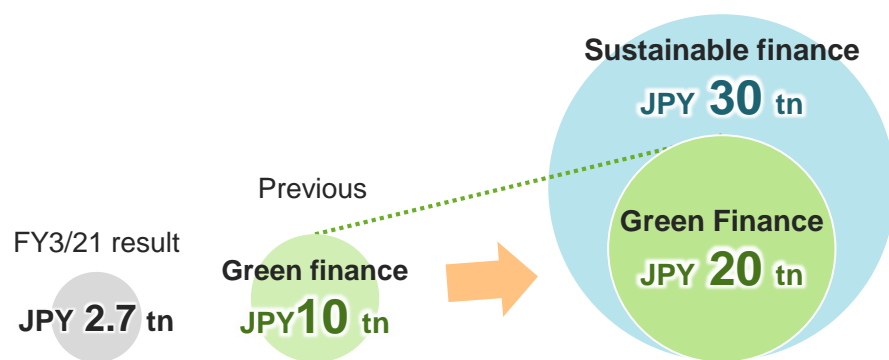 FY3/21 result
JPY 2.7 tn
Previous
Green finance
JPY10 tn
Sustainable finance
JPY 30 tn
Green Finance
JPY 20 tn